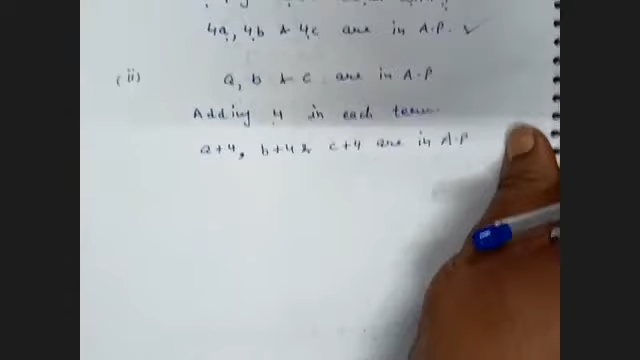 4a, 4b & 4c are in A.P. ✓
(ii) a, b & c are in A.P
Adding 4 in each term
a+4, b+4 & c+4 are in A.P